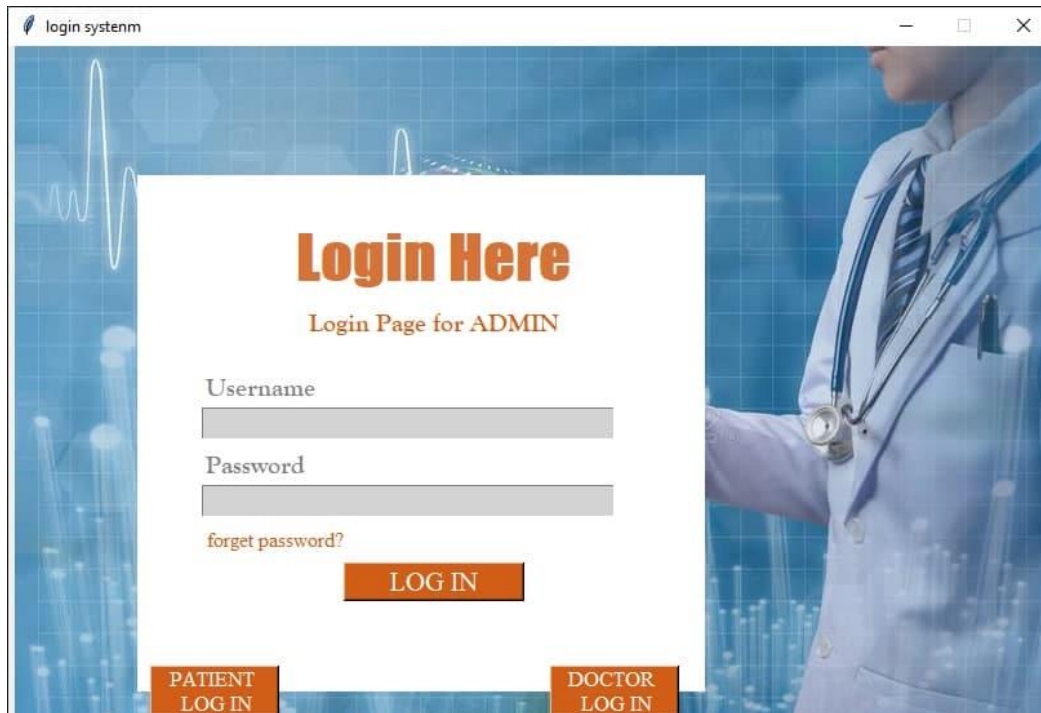 login systenm
Login Here
Login Page for ADMIN
Username
Password
forget password?
LOG IN
PATIENT
LOG IN
DOCTOR
LOG IN